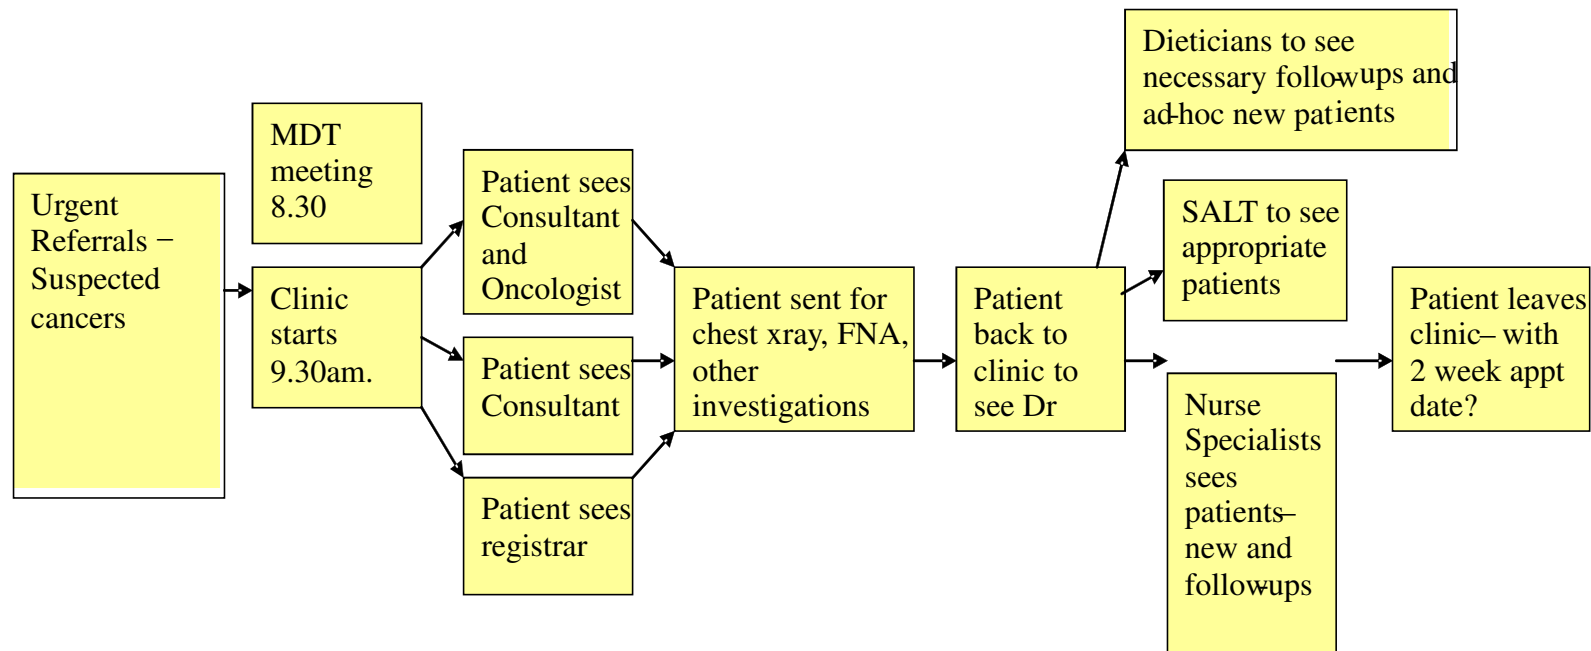 Urgent
Referrals –
Suspected
cancers
MDT
meeting
8.30
Clinic
starts
9.30am.
Patient sees
Consultant
and
Oncologist
Patient sees
Consultant
Patient sees
registrar
Patient sent for
chest xray, FNA,
other
investigations
Patient
back to
clinic to
see Dr
Dieticians to see
necessary follow-ups and
ad-hoc new patients
SALT to see
appropriate
patients
Nurse
Specialists
sees
patients–
new and
follow-ups
Patient leaves
clinic– with
2 week appt
date?